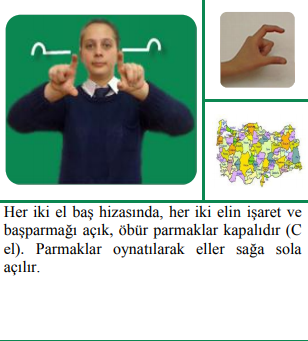 Her iki el baş hizasında, her iki elin işaret ve
başparmağı açık, öbür parmaklar kapalıdır (C
el). Parmaklar oynatılarak eller sağa sola
açılır.